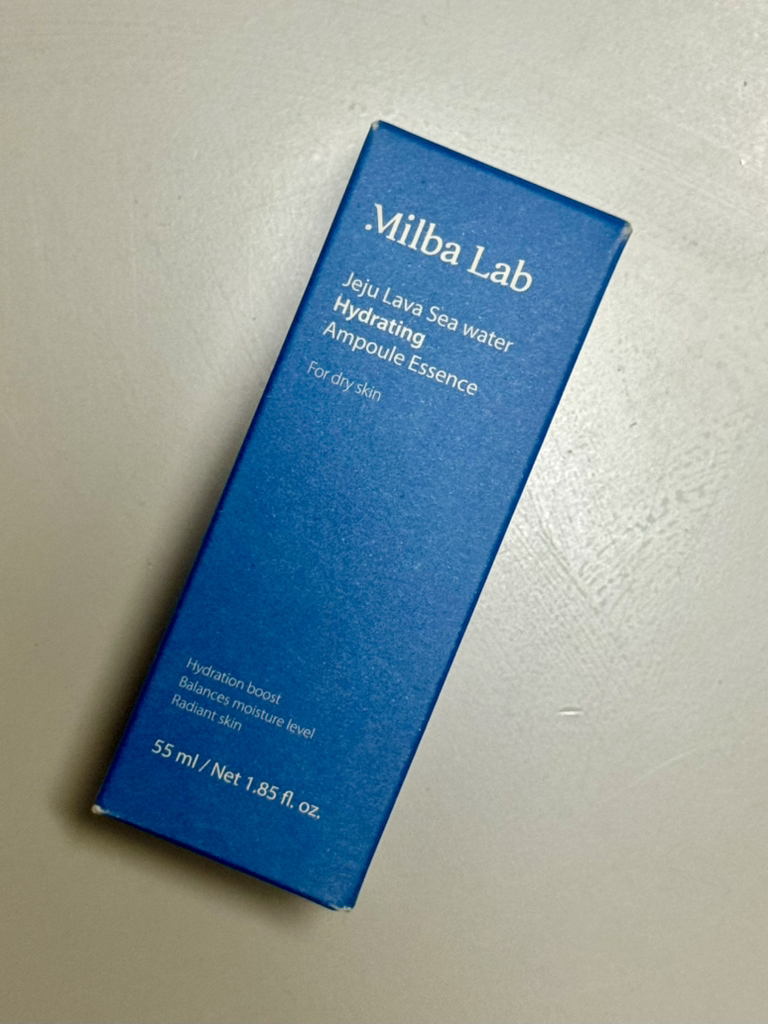 Milba Lab
Jeju Lava Sea water
Hydrating
Ampoule Essence
For dry skin
Hydration boost
Balances moisture level
Radiant skin
55 ml / Net 1.85 fl. oz.